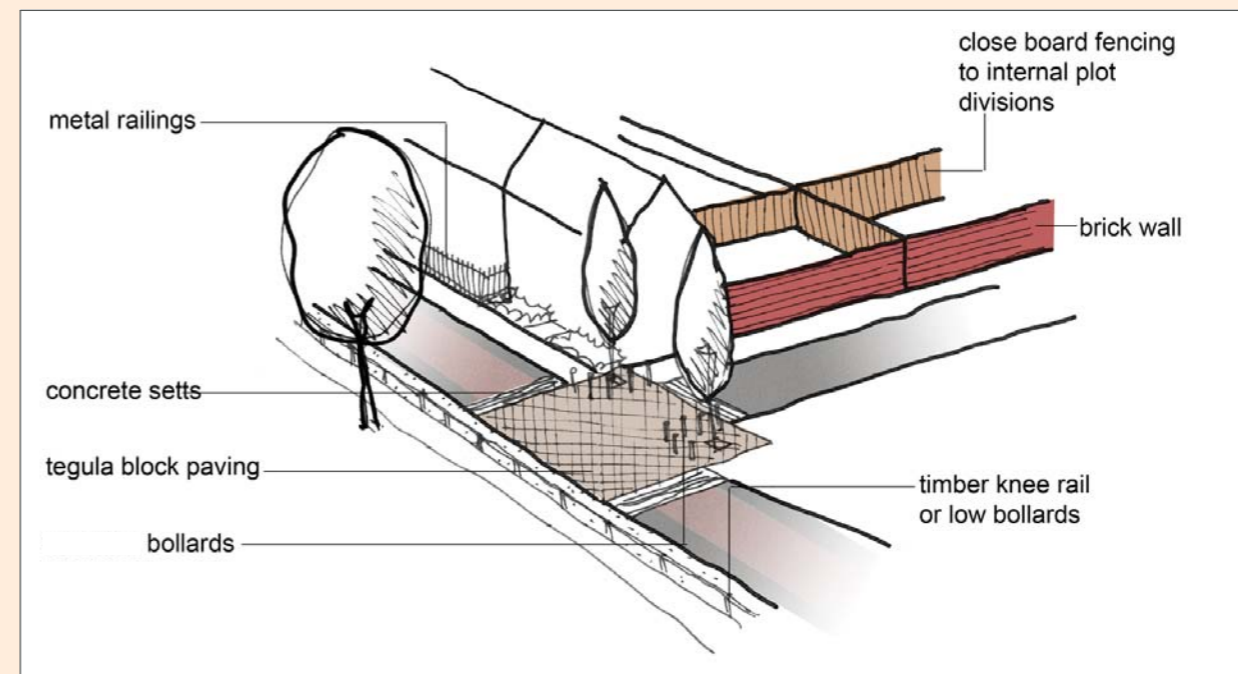 close board fencing
to internal plot
divisions
metal railings
brick wall
concrete setts
tegula block paving
timber knee rail
or low bollards
bollards